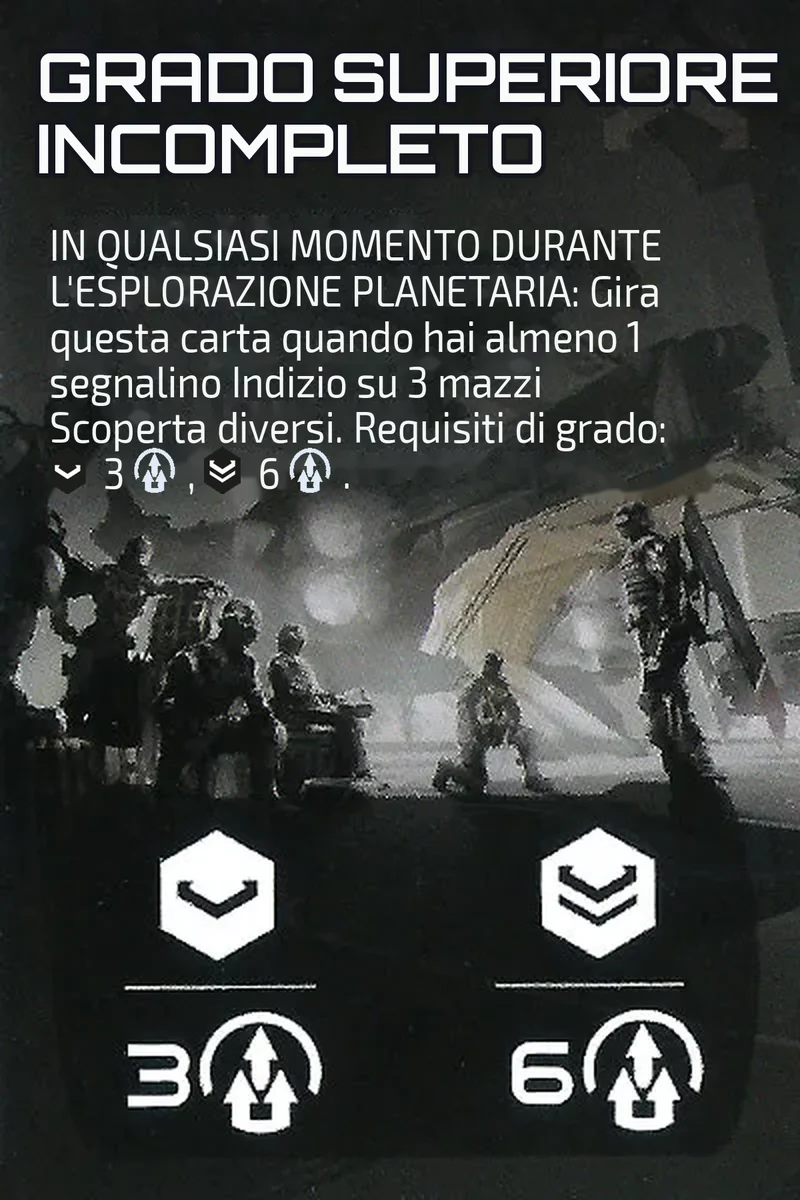 GRADO SUPERIORE
INCOMPLETO
IN QUALSIASI MOMENTO DURANTE
L'ESPLORAZIONE PLANETARIA: Gira
questa carta quando hai almeno 1
segnalino Indizio su 3 mazzi
Scoperta diversi. Requisiti di grado:
3 , 6 .
3 6